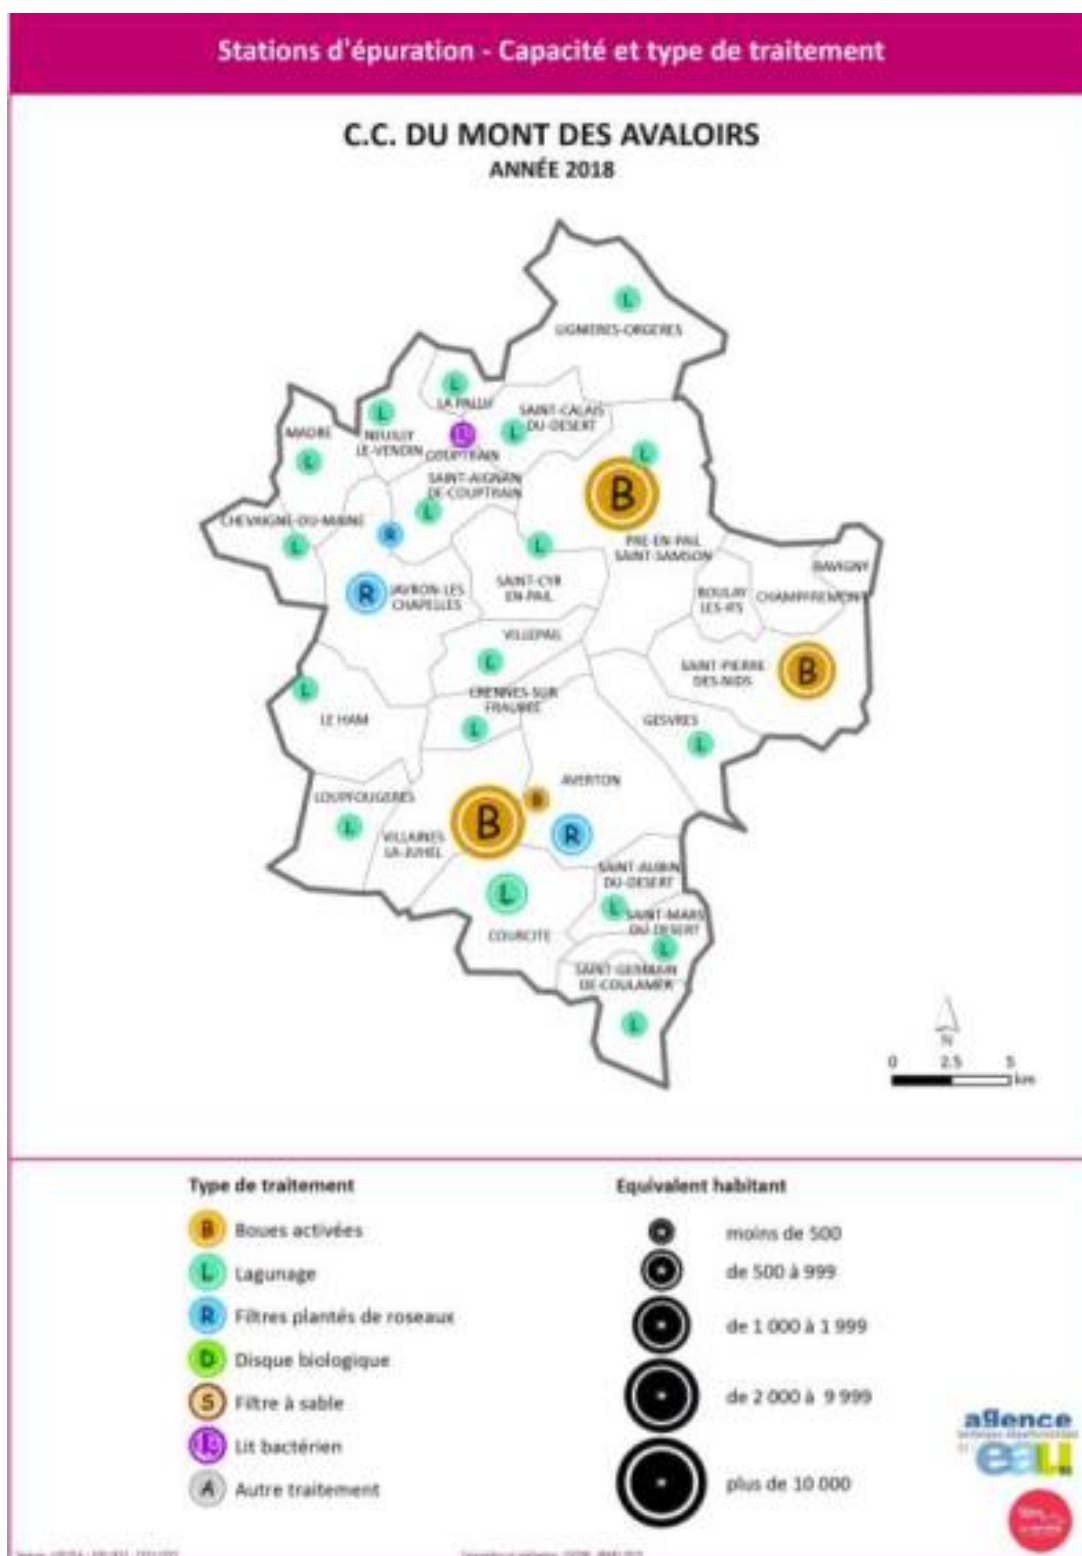 Stations d'épuration - Capacité et type de traitement
C.C. DU MONT DES AVALOIRS
ANNÉE 2018
L
LIGNIERES-ORGERES
L
LA PALLU
L
SAINT-CALAIS
DU-DESERT
L
MADRE
NEUILLY
LE-VENDIN
COUPTRAIN
L
L
SAINT-AIGNAN
DE-COUPTRAIN
B
L
CHEVAIGNE-DU-MAINE
R
L
L
PRE-EN-PAIL
SAINT-SAMSON
RAVIGNY
R
JAVRON-LES
CHAPELLES
SAINT-CYR
EN-PAIL
BOULAY
LES-IFS
CHAMPFREMONT
VILLEPAIL
L
SAINT-PIERRE
DES-NIDS
B
L
CRENNES-SUR
FRAUBEE
LE HAM
L
GESVRES
L
AVERTON
LOUPFOUGERES
B
L
VILLAINES
LA-JUHEL
B
R
SAINT-AUBIN
DU-DESERT
L
L
SAINT-MARS
DU-DESERT
COURCITE
L
SAINT-GERMAIN
DE-COULAMER
L
N
0 2.5 5
km
Type de traitement
B Boues activées
L Lagunage
R Filtres plantés de roseaux
D Disque biologique
S Filtre à sable
LB Lit bactérien
A Autre traitement
Equivalent habitant
moins de 500
de 500 à 999
de 1 000 à 1 999
de 2 000 à 9 999
plus de 10 000
agence
eau